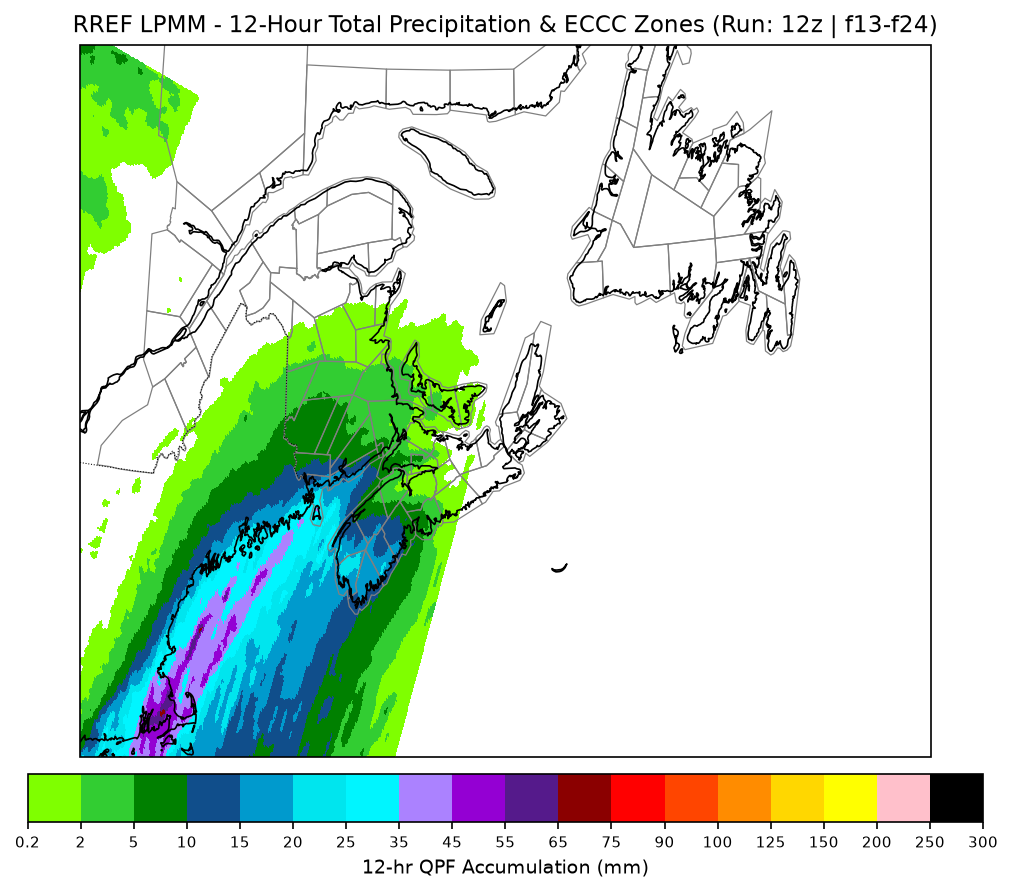 RREF LPMM - 12-Hour Total Precipitation & ECCC Zones (Run: 12z | f13-f24)
0.2 2 5 10 15 20 25 35 45 55 65 75 90 100 125 150 200 250 300
12-hr QPF Accumulation (mm)